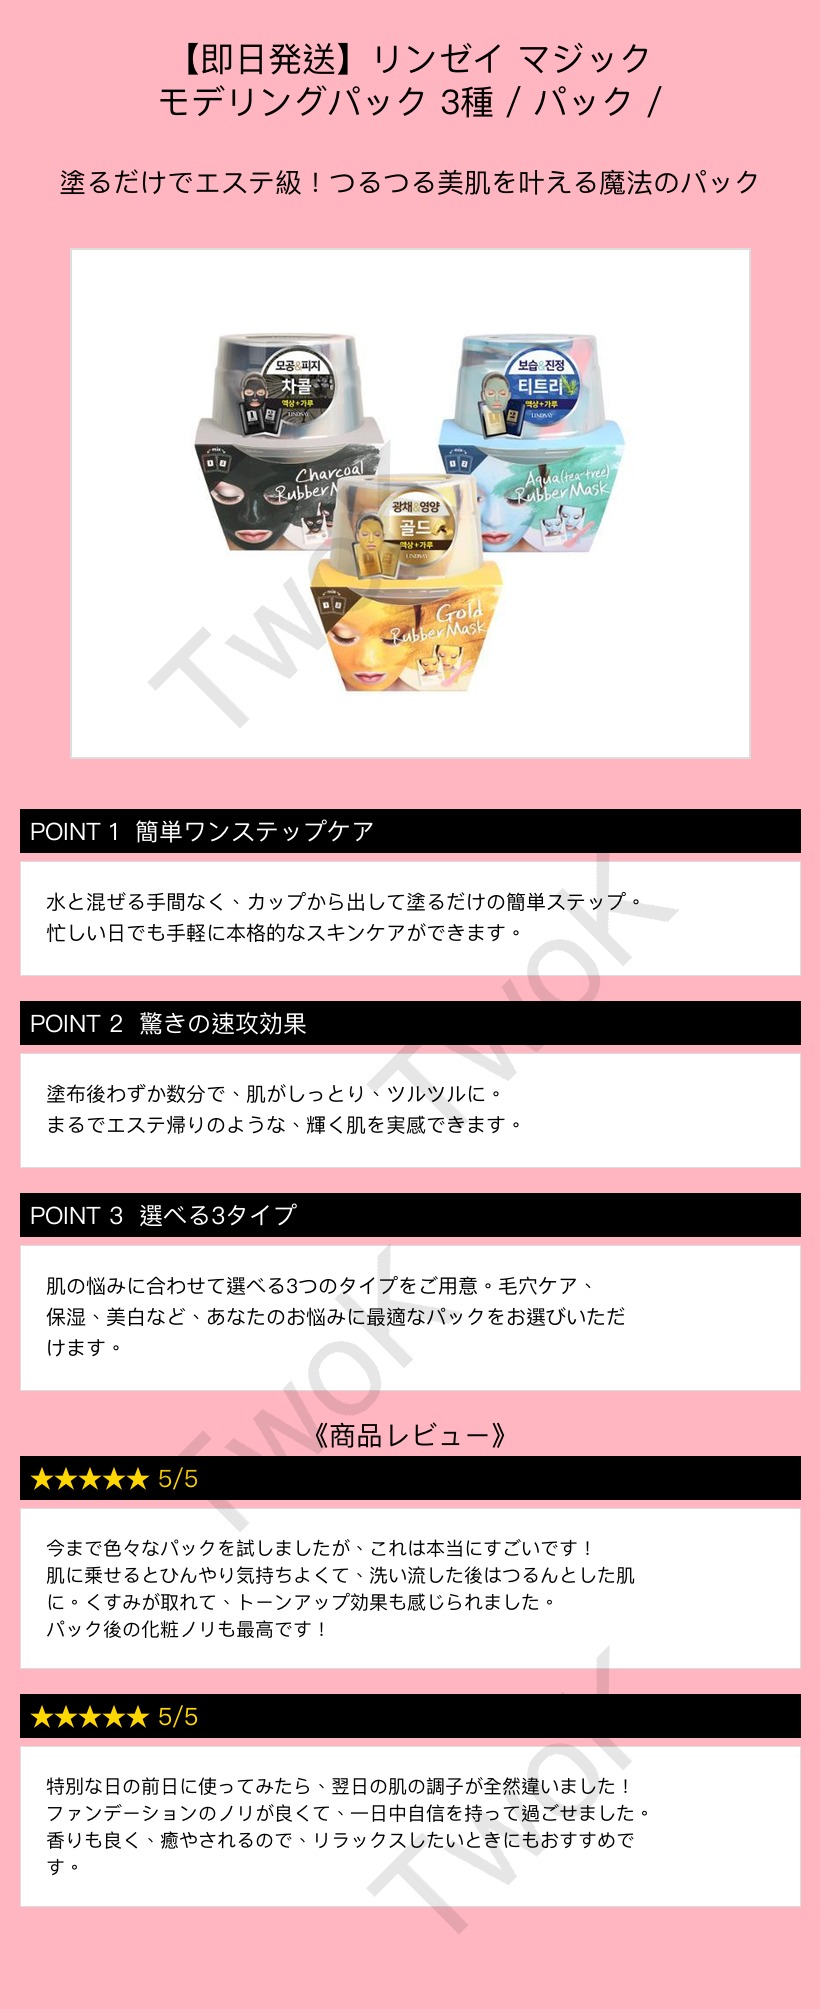 【即日発送】リンゼイ マジック
モデリングパック 3種 / パック /
塗るだけでエステ級！つるつる美肌を叶える魔法のパック
모공&피지
차콜
액상+가루
LINDSAY
mix
1 2
Charcoal
Rubber
보습&진정
티트리
액상+가루
LINDSAY
mix
1 2
Aqua(tea-tree)
Rubber Mask
광채&영양
골드
액상+가루
LINDSAY
mix
1 2
Gold
Rubber Mask
TwoK
POINT 1 簡単ワンステップケア
水と混ぜる手間なく、カップから出して塗るだけの簡単ステップ。
忙しい日でも手軽に本格的なスキンケアができます。
TwoK
POINT 2 驚きの速攻効果
塗布後わずか数分で、肌がしっとり、ツルツルに。
まるでエステ帰りのような、輝く肌を実感できます。
POINT 3 選べる3タイプ
肌の悩みに合わせて選べる3つのタイプをご用意。毛穴ケア、
保湿、美白など、あなたのお悩みに最適なパックをお選びいただ
けます。
TwoK
《商品レビュー》
★★★★★ 5/5
今まで色々なパックを試しましたが、これは本当にすごいです！
肌に乗せるとひんやり気持ちよくて、洗い流した後はつるんとした肌
に。くすみが取れて、トーンアップ効果も感じられました。
パック後の化粧ノリも最高です！
★★★★★ 5/5
特別な日の前日に使ってみたら、翌日の肌の調子が全然違いました！
ファンデーションのノリが良くて、一日中自信を持って過ごせました。
香りも良く、癒やされるので、リラックスしたいときにもおすすめで
す。
TwoK